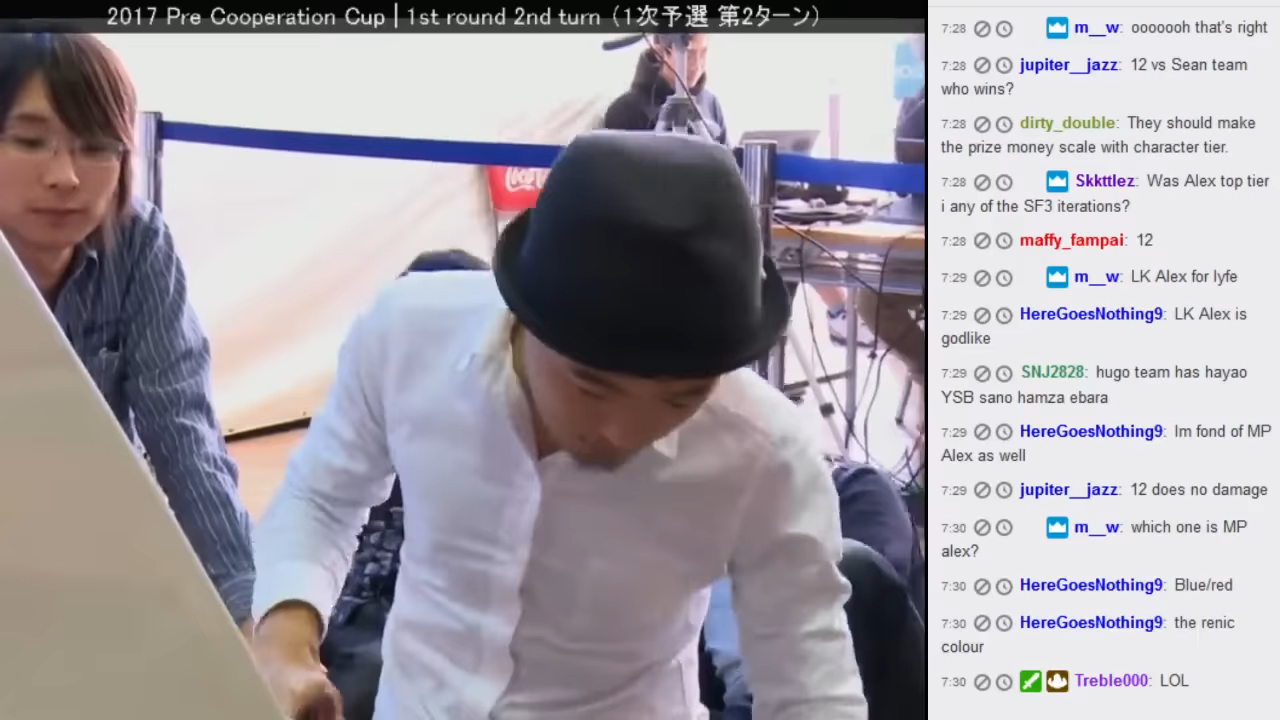 2017 Pre Cooperation Cup | 1st round 2nd turn (1次予選 第2ターン)
7:28 m__w: ooooooh that's right
7:28 jupiter__jazz: 12 vs Sean team
who wins?
7:28 dirty_double: They should make
the prize money scale with character tier.
7:28 Skkttlez: Was Alex top tier
i any of the SF3 iterations?
7:28 maffy_fampai: 12
7:29 m__w: LK Alex for lyfe
7:29 HereGoesNothing9: LK Alex is
godlike
7:29 SNJ2828: hugo team has hayao
YSB sano hamza ebara
7:29 HereGoesNothing9: Im fond of MP
Alex as well
7:29 jupiter__jazz: 12 does no damage
7:30 m__w: which one is MP
alex?
7:30 HereGoesNothing9: Blue/red
7:30 HereGoesNothing9: the renic
colour
7:30 Treble000: LOL